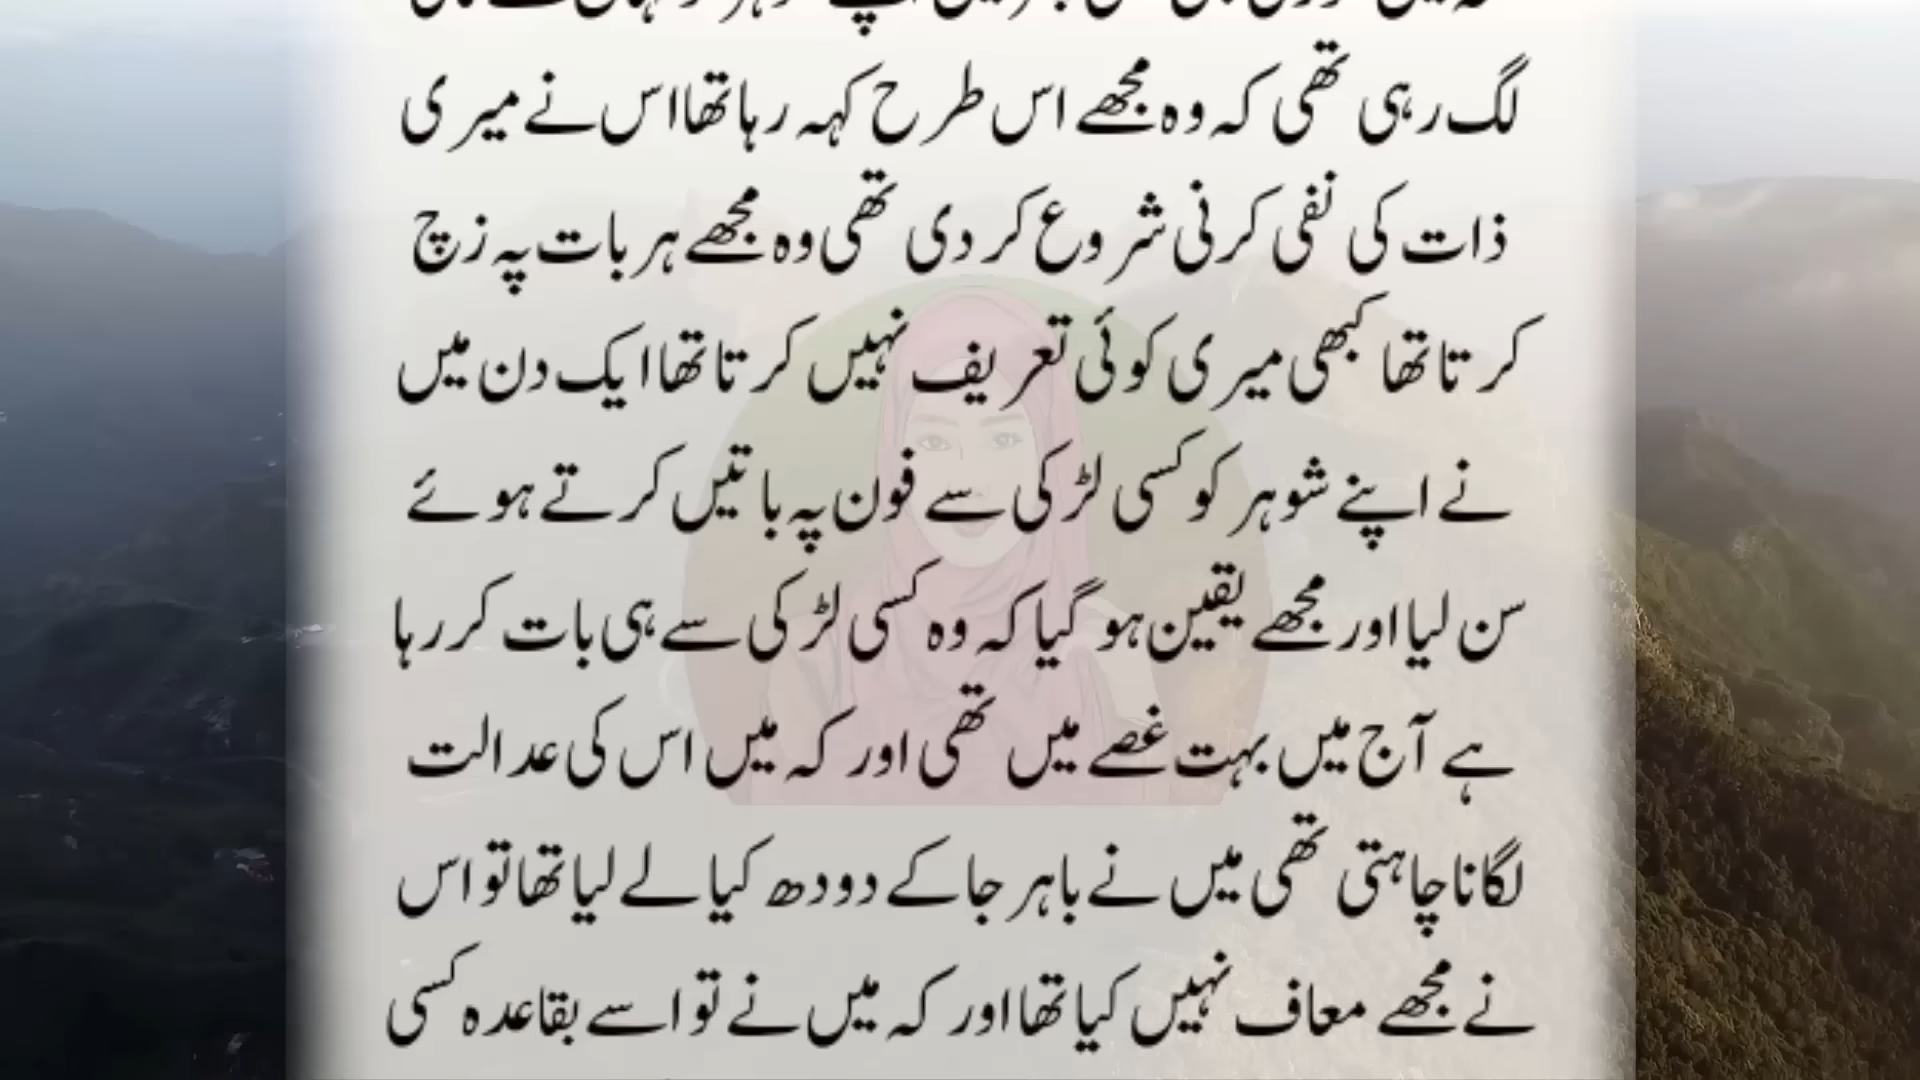 لگ رہی تھی کہ وہ مجھے اس طرح کہہ رہا تھا اس نے میری
ذات کی نفی کرنی شروع کر دی تھی وہ مجھے ہر بات پہ زچ
کرتا تھا کبھی میری کوئی تعریف نہیں کرتا تھا ایک دن میں
نے اپنے شوہر کو کسی لڑکی سے فون پہ باتیں کرتے ہوئے
سن لیا اور مجھے یقین ہو گیا کہ وہ کسی لڑکی سے ہی بات کر رہا
ہے آج میں بہت غصے میں تھی اور کہ میں اس کی عدالت
لگانا چاہتی تھی میں نے باہر جا کے دودھ کیا لے لیا تھا تو اس
نے مجھے معاف نہیں کیا تھا اور کہ میں نے تو اسے بقاعدہ کسی